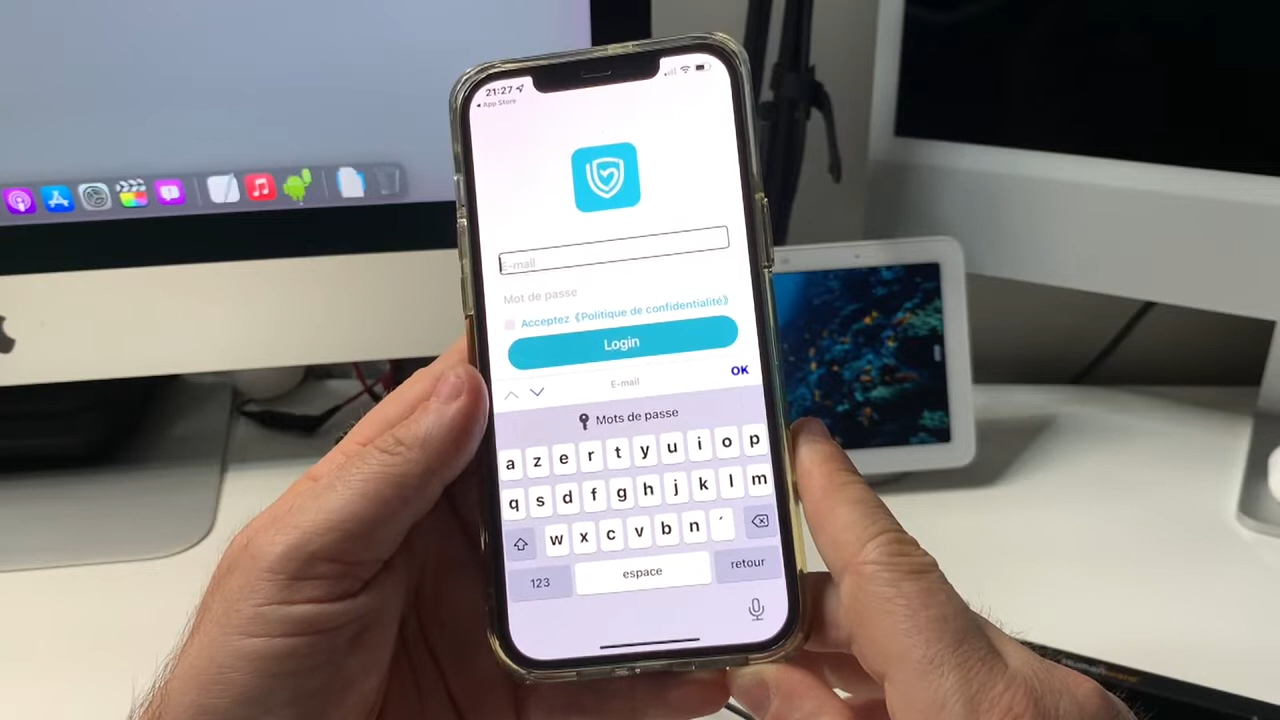 21:27
App Store
E-mail
Mot de passe
Acceptez 《Politique de confidentialité》
Login
E-mail
OK
Mots de passe
a z e r t y u i o p
q s d f g h j k l m
w x c v b n ´
123
espace
retour